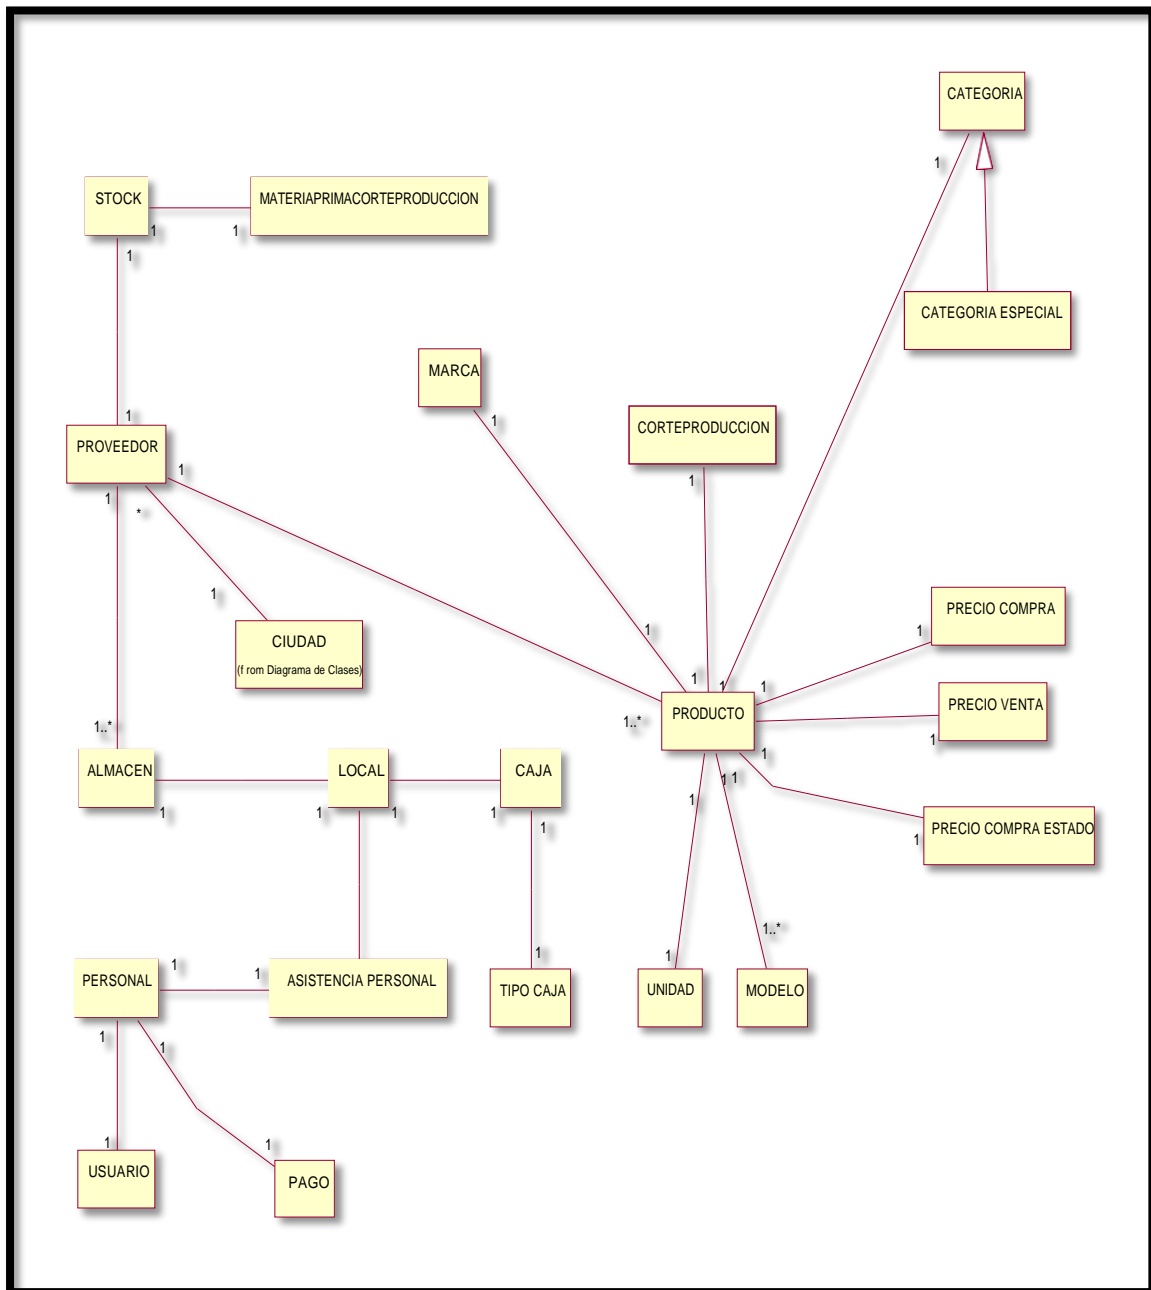 CATEGORIA
1
STOCK
MATERIAPRIMACORTEPRODUCCION
1
1
1
CATEGORIA ESPECIAL
MARCA
1
CORTEPRODUCCION
1
PROVEEDOR
1
1
1
*
1
PRECIO COMPRA
1
1
CIUDAD
(f rom Diagrama de Clases)
1
1
1
1
PRECIO VENTA
1
1..*
PRODUCTO
1..*
1
1
1
1
ALMACEN
LOCAL
CAJA
1
1
1
1
1
PRECIO COMPRA ESTADO
1
1..*
1
1
PERSONAL
1
1
ASISTENCIA PERSONAL
TIPO CAJA
UNIDAD
MODELO
1
1
1
1
USUARIO
PAGO